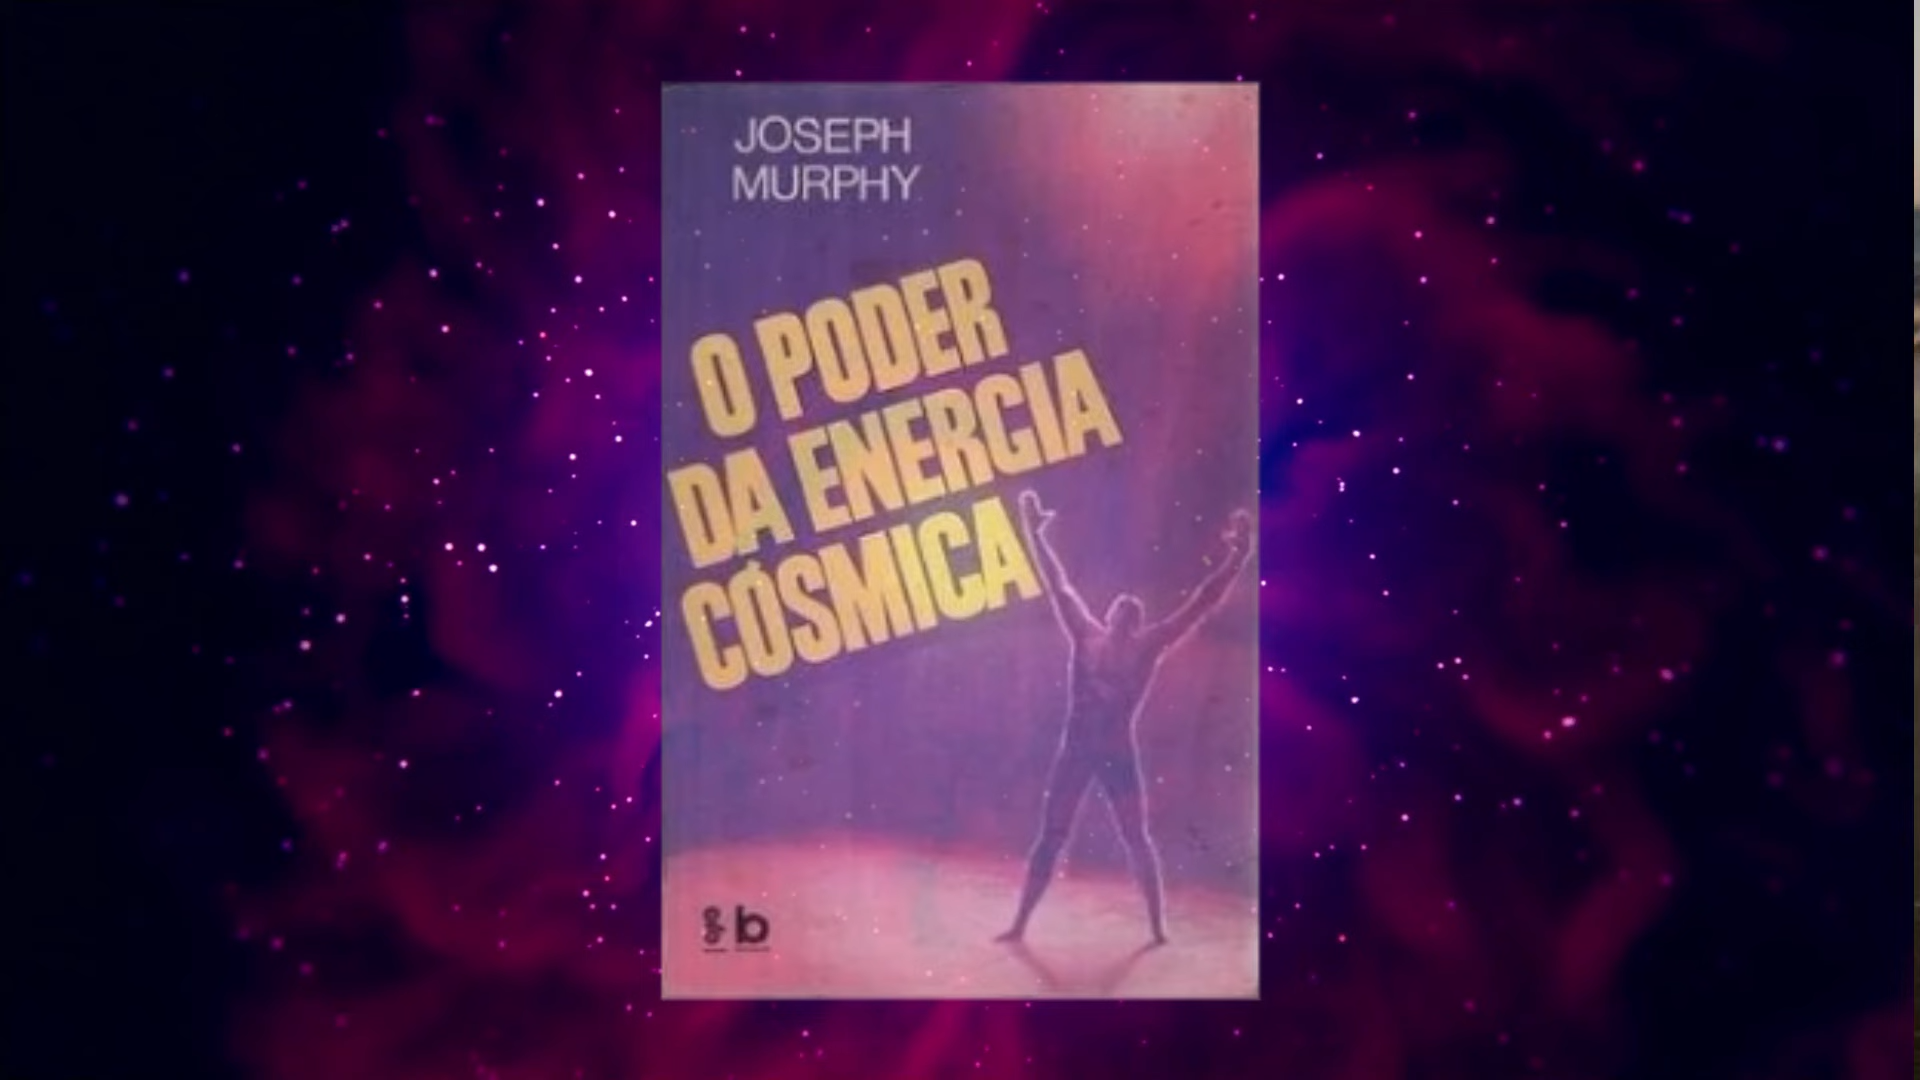 JOSEPH
MURPHY
O PODER
DA ENERGIA
CÓSMICA
b